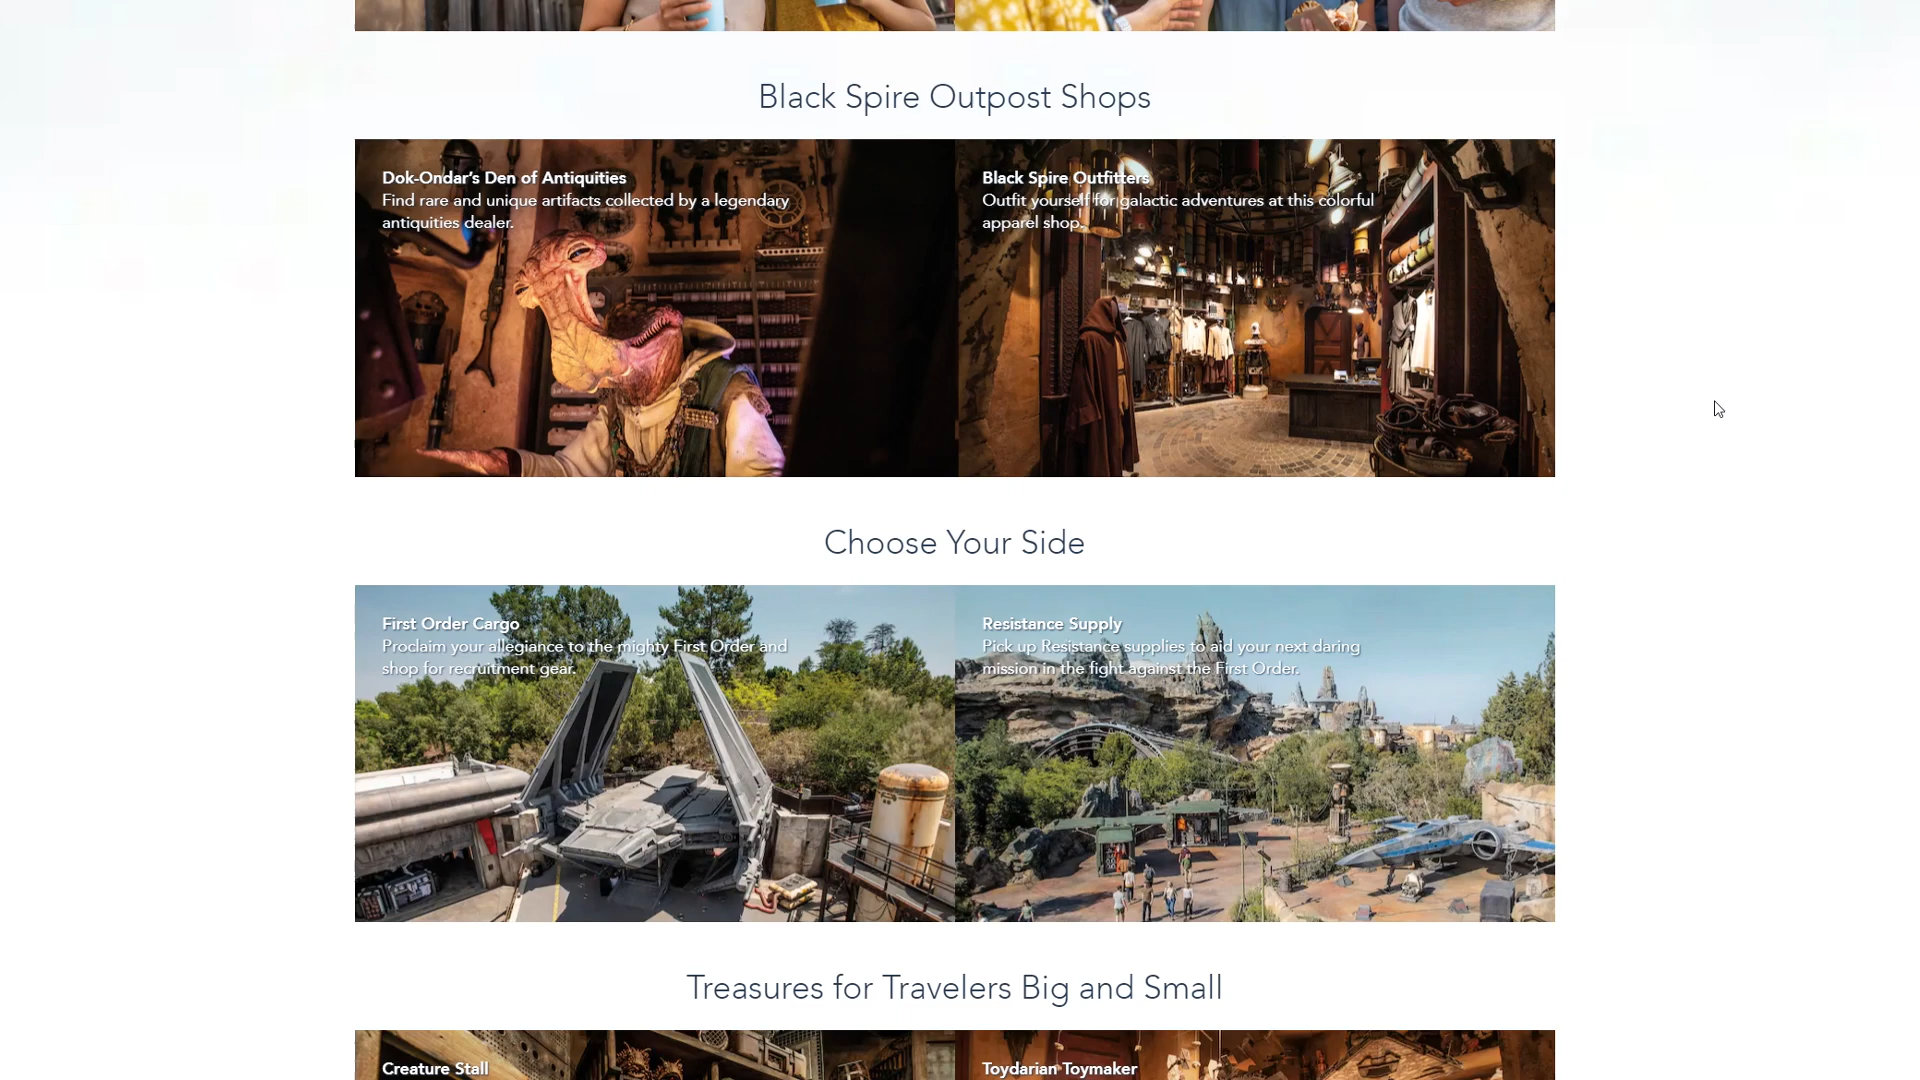 Black Spire Outpost Shops
Dok-Ondar’s Den of Antiquities
Find rare and unique artifacts collected by a legendary
antiquities dealer.
Black Spire Outfitters
Outfit yourself for galactic adventures at this colorful
apparel shop.
Choose Your Side
First Order Cargo
Proclaim your allegiance to the mighty First Order and
shop for recruitment gear.
Resistance Supply
Pick up Resistance supplies to aid your next daring
mission in the fight against the First Order.
Treasures for Travelers Big and Small
Creature Stall
Toydarian Toymaker